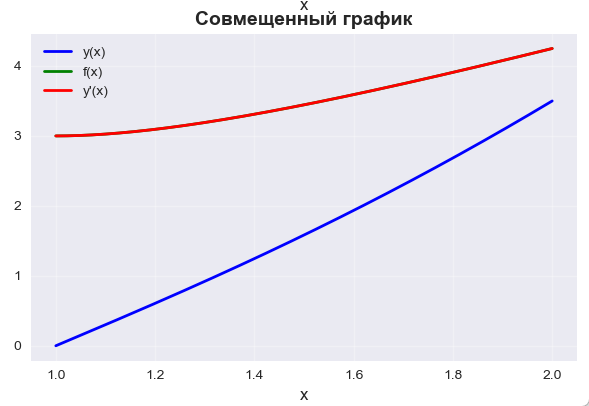 x
Совмещенный график
y(x)
f(x)
y'(x)
4
3
2
1
0
1.0 1.2 1.4 1.6 1.8 2.0
x